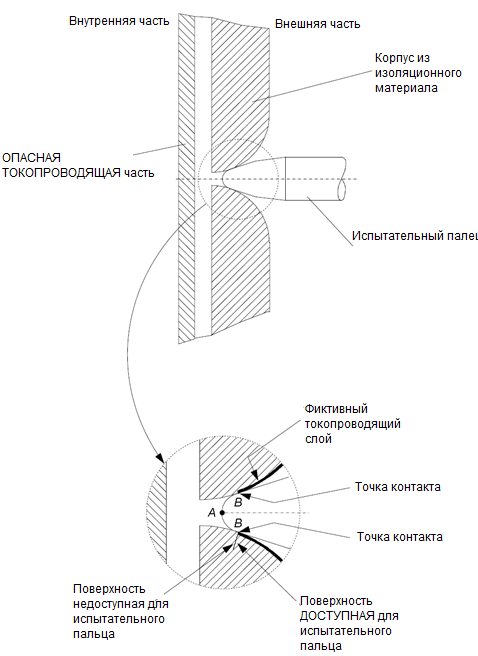 Внутренняя часть
Внешняя часть
Корпус из
изоляционного
материала
ОПАСНАЯ
ТОКОПРОВОДЯЩАЯ часть
Испытательный палец
Фиктивный
токопроводящий
слой
Точка контакта
B
A
B
Точка контакта
Поверхность
недоступная для
испытательного
пальца
Поверхность
ДОСТУПНАЯ для
испытательного
пальца